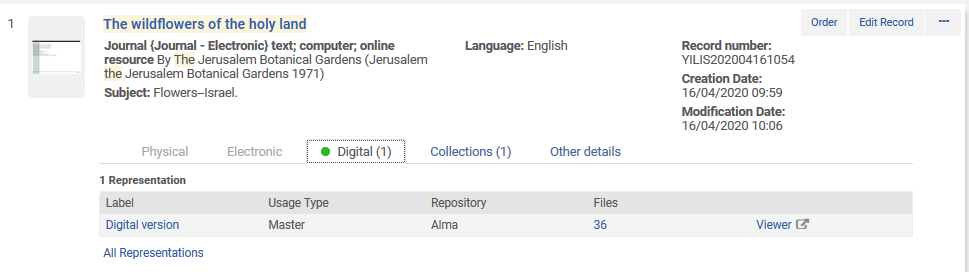 1
The wildflowers of the holy land
Order
Edit Record
...
Journal {Journal - Electronic} text; computer; online
resource By The Jerusalem Botanical Gardens (Jerusalem
the Jerusalem Botanical Gardens 1971)
Subject: Flowers--Israel.
Language: English
Record number:
YILIS202004161054
Creation Date:
16/04/2020 09:59
Modification Date:
16/04/2020 10:06
Physical
Electronic
Digital (1)
Collections (1)
Other details
1 Representation
Label Usage Type Repository Files
Digital version Master Alma 36 Viewer
All Representations